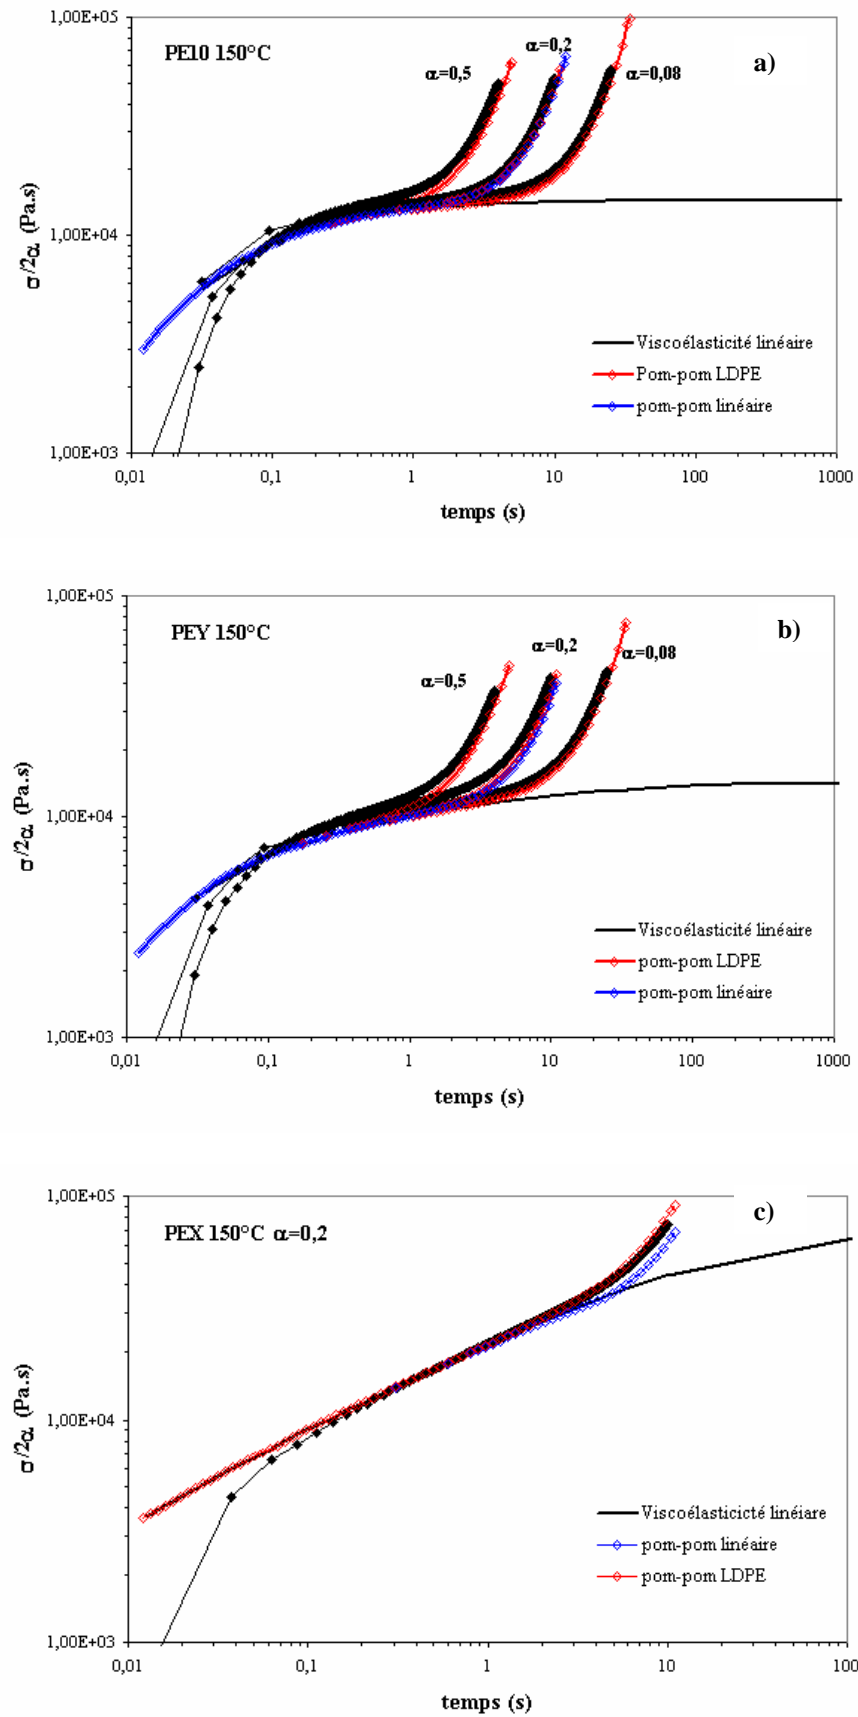 1,00E+05
PE10 150°C
a)
α=0,5
α=0,2
α=0,08
1,00E+04
σ/2α (Pa.s)
Viscoélasticité linéaire
Pom-pom LDPE
pom-pom linéaire
1,00E+03
0,01 0,1 1 10 100 1000
temps (s)
1,00E+05
PEY 150°C
b)
α=0,5
α=0,2
α=0,08
1,00E+04
σ/2α (Pa.s)
Viscoélasticité linéaire
pom-pom LDPE
pom-pom linéaire
1,00E+03
0,01 0,1 1 10 100 1000
temps (s)
1,00E+05
PEX 150°C α=0,2
c)
1,00E+04
σ/2α (Pa.s)
Viscoélasticicté linéiare
pom-pom linéaire
pom-pom LDPE
1,00E+03
0,01 0,1 1 10 100
temps (s)